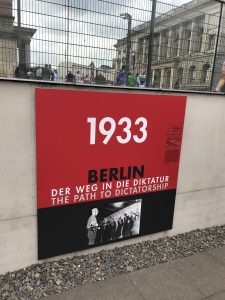 1933
BERLIN
DER WEG IN DIE DIKTATUR
THE PATH TO DICTATORSHIP